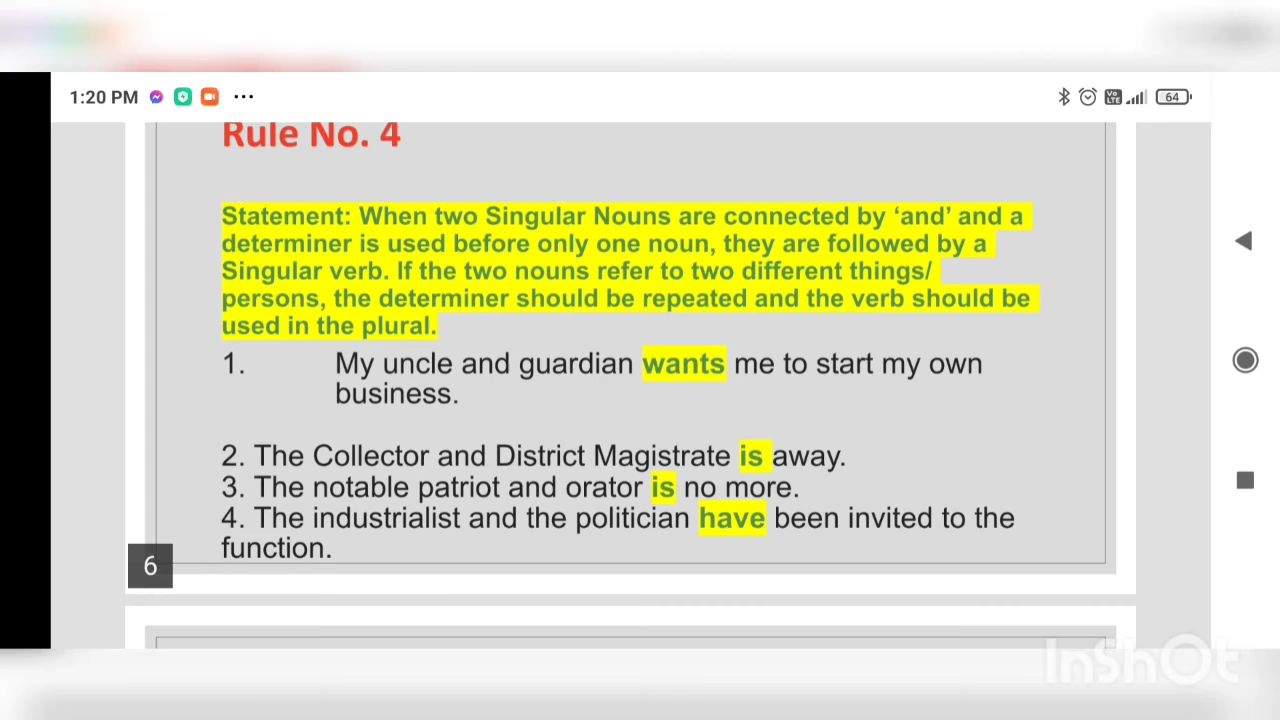 1:20 PM ...
Vo LTE 64
Rule No. 4
Statement: When two Singular Nouns are connected by ‘and’ and a
determiner is used before only one noun, they are followed by a
Singular verb. If the two nouns refer to two different things/
persons, the determiner should be repeated and the verb should be
used in the plural.
1. My uncle and guardian wants me to start my own
business.
2. The Collector and District Magistrate is away.
3. The notable patriot and orator is no more.
4. The industrialist and the politician have been invited to the
function.
6
InShOt